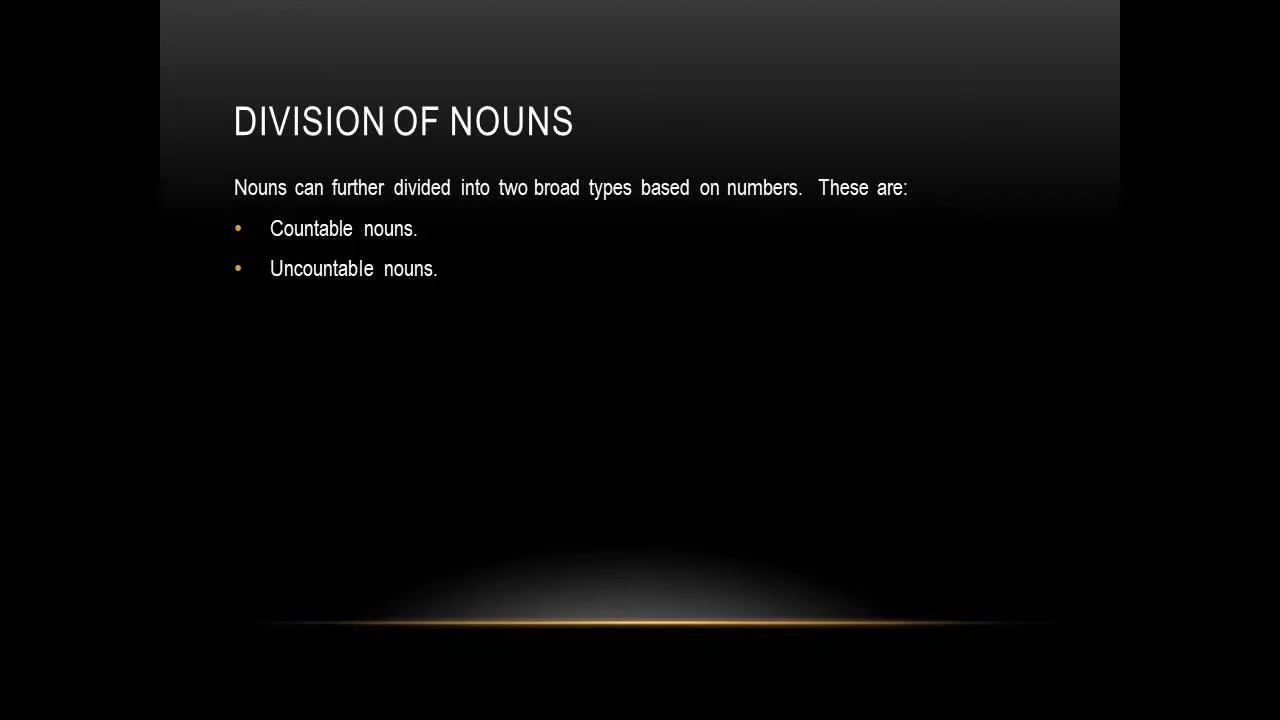 DIVISION OF NOUNS
Nouns can further divided into two broad types based on numbers. These are:
• Countable nouns.
• Uncountable nouns.